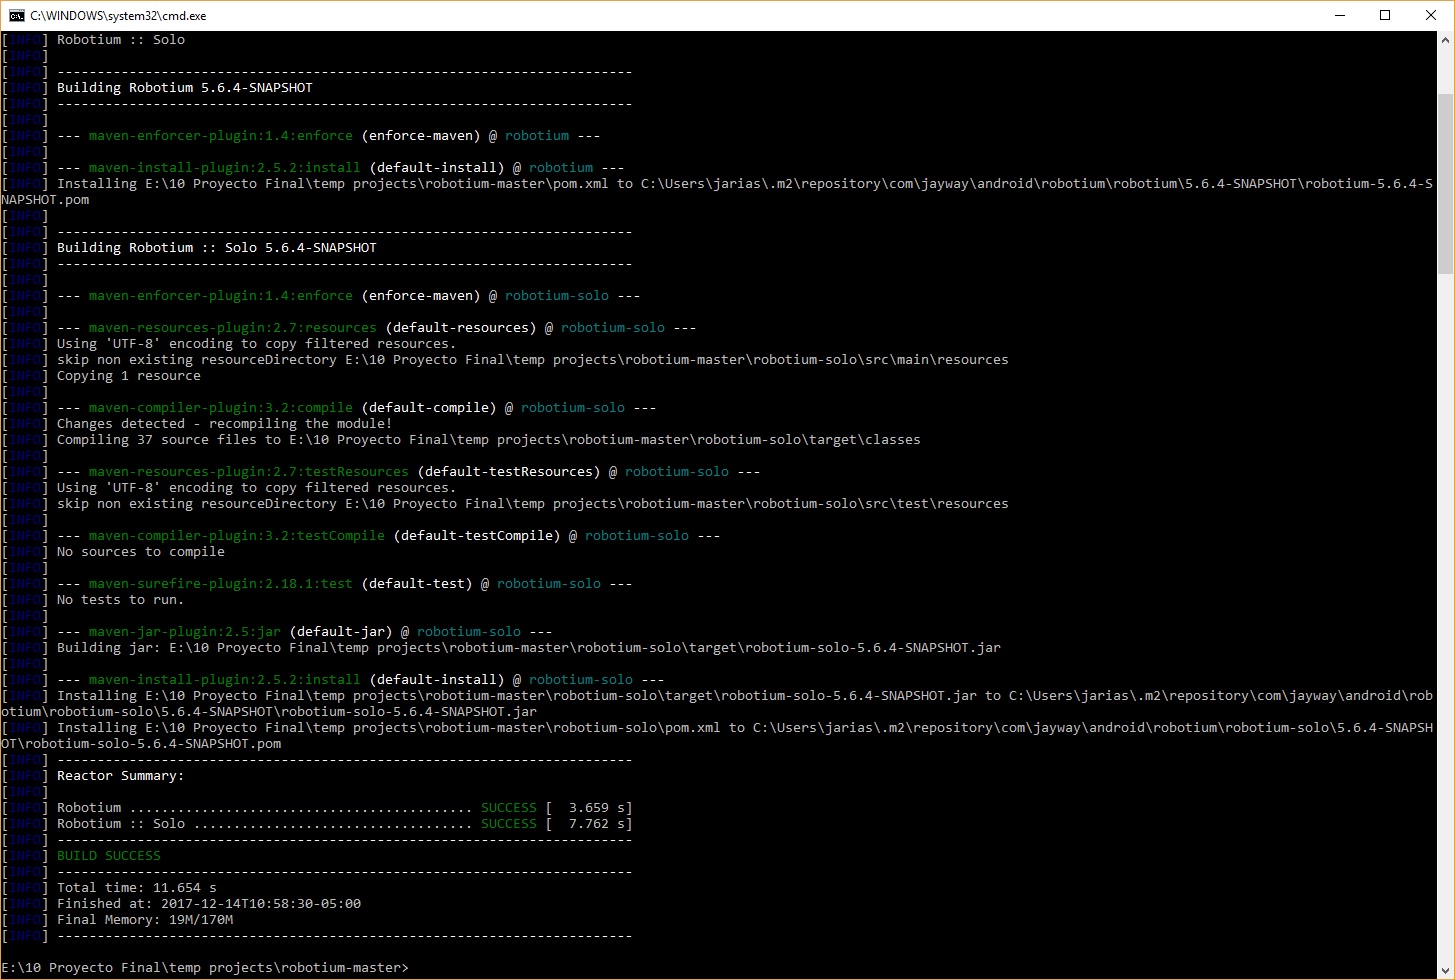 C:\WINDOWS\system32\cmd.exe
[INFO] Robotium :: Solo
[INFO]
[INFO] ------------------------------------------------------------------------
[INFO] Building Robotium 5.6.4-SNAPSHOT
[INFO] ------------------------------------------------------------------------
[INFO]
[INFO] --- maven-enforcer-plugin:1.4:enforce (enforce-maven) @ robotium ---
[INFO]
[INFO] --- maven-install-plugin:2.5.2:install (default-install) @ robotium ---
[INFO] Installing E:\10 Proyecto Final\temp projects\robotium-master\pom.xml to C:\Users\jarias\.m2\repository\com\jayway\android\robotium\robotium\5.6.4-SNAPSHOT\robotium-5.6.4-S
NAPSHOT.pom
[INFO]
[INFO] ------------------------------------------------------------------------
[INFO] Building Robotium :: Solo 5.6.4-SNAPSHOT
[INFO] ------------------------------------------------------------------------
[INFO]
[INFO] --- maven-enforcer-plugin:1.4:enforce (enforce-maven) @ robotium-solo ---
[INFO]
[INFO] --- maven-resources-plugin:2.7:resources (default-resources) @ robotium-solo ---
[INFO] Using 'UTF-8' encoding to copy filtered resources.
[INFO] skip non existing resourceDirectory E:\10 Proyecto Final\temp projects\robotium-master\robotium-solo\src\main\resources
[INFO] Copying 1 resource
[INFO]
[INFO] --- maven-compiler-plugin:3.2:compile (default-compile) @ robotium-solo ---
[INFO] Changes detected - recompiling the module!
[INFO] Compiling 37 source files to E:\10 Proyecto Final\temp projects\robotium-master\robotium-solo\target\classes
[INFO]
[INFO] --- maven-resources-plugin:2.7:testResources (default-testResources) @ robotium-solo ---
[INFO] Using 'UTF-8' encoding to copy filtered resources.
[INFO] skip non existing resourceDirectory E:\10 Proyecto Final\temp projects\robotium-master\robotium-solo\src\test\resources
[INFO]
[INFO] --- maven-compiler-plugin:3.2:testCompile (default-testCompile) @ robotium-solo ---
[INFO] No sources to compile
[INFO]
[INFO] --- maven-surefire-plugin:2.18.1:test (default-test) @ robotium-solo ---
[INFO] No tests to run.
[INFO]
[INFO] --- maven-jar-plugin:2.5:jar (default-jar) @ robotium-solo ---
[INFO] Building jar: E:\10 Proyecto Final\temp projects\robotium-master\robotium-solo\target\robotium-solo-5.6.4-SNAPSHOT.jar
[INFO]
[INFO] --- maven-install-plugin:2.5.2:install (default-install) @ robotium-solo ---
[INFO] Installing E:\10 Proyecto Final\temp projects\robotium-master\robotium-solo\target\robotium-solo-5.6.4-SNAPSHOT.jar to C:\Users\jarias\.m2\repository\com\jayway\android\rob
otium\robotium-solo\5.6.4-SNAPSHOT\robotium-solo-5.6.4-SNAPSHOT.jar
[INFO] Installing E:\10 Proyecto Final\temp projects\robotium-master\robotium-solo\pom.xml to C:\Users\jarias\.m2\repository\com\jayway\android\robotium\robotium-solo\5.6.4-SNAPSH
OT\robotium-solo-5.6.4-SNAPSHOT.pom
[INFO] ------------------------------------------------------------------------
[INFO] Reactor Summary:
[INFO]
[INFO] Robotium ........................................... SUCCESS [  3.659 s]
[INFO] Robotium :: Solo ................................... SUCCESS [  7.762 s]
[INFO] ------------------------------------------------------------------------
[INFO] BUILD SUCCESS
[INFO] ------------------------------------------------------------------------
[INFO] Total time: 11.654 s
[INFO] Finished at: 2017-12-14T10:58:30-05:00
[INFO] Final Memory: 19M/170M
[INFO] ------------------------------------------------------------------------
E:\10 Proyecto Final\temp projects\robotium-master>